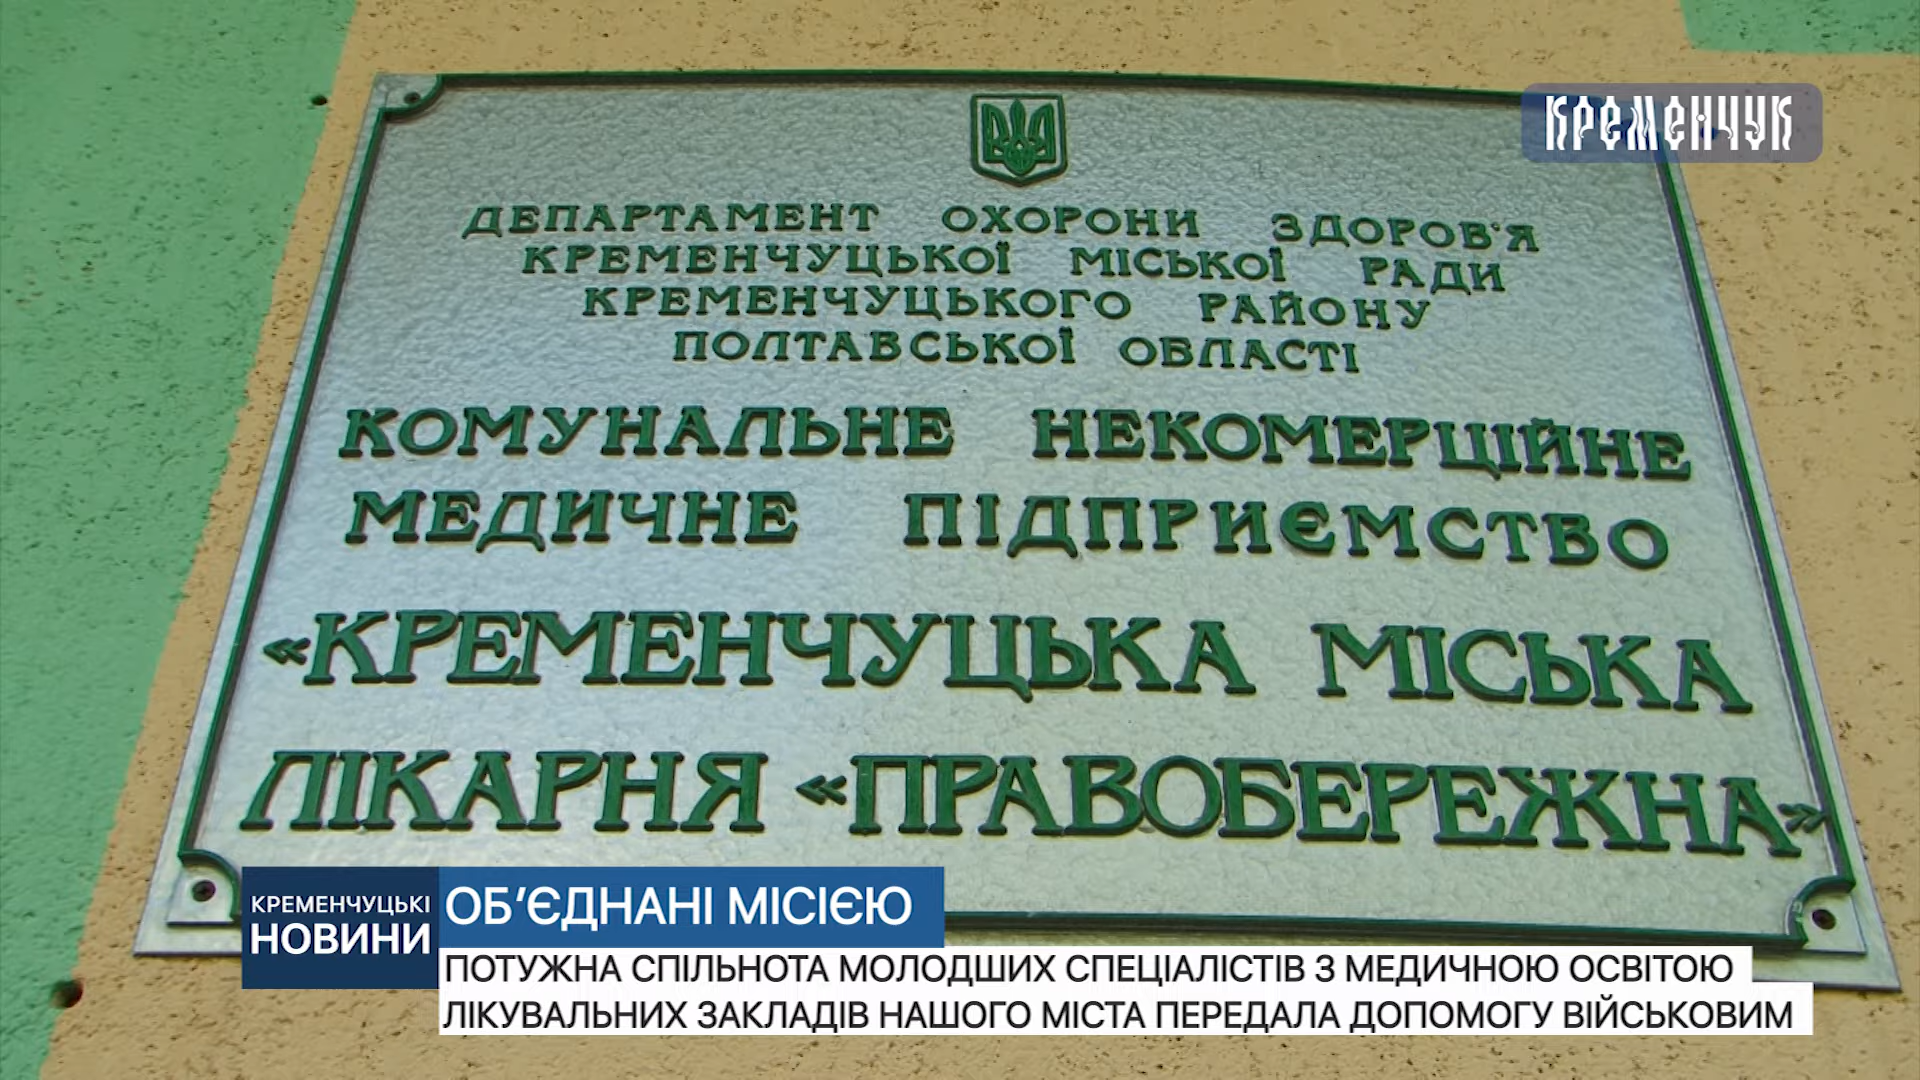 КРЕМЕНЧУК
ДЕПАРТАМЕНТ ОХОРОНИ ЗДОРОВ'Я
КРЕМЕНЧУЦЬКОЇ МІСЬКОЇ РАДИ
КРЕМЕНЧУЦЬКОГО РАЙОНУ
ПОЛТАВСЬКОЇ ОБЛАСТІ
КОМУНАЛЬНЕ НЕКОМЕРЦІЙНЕ
МЕДИЧНЕ ПІДПРИЄМСТВО
«КРЕМЕНЧУЦЬКА МІСЬКА
ЛІКАРНЯ «ПРАВОБЕРЕЖНА»
КРЕМЕНЧУЦЬКІ
НОВИНИ
ОБ’ЄДНАНІ МІСІЄЮ
ПОТУЖНА СПІЛЬНОТА МОЛОДШИХ СПЕЦІАЛІСТІВ З МЕДИЧНОЮ ОСВІТОЮ
ЛІКУВАЛЬНИХ ЗАКЛАДІВ НАШОГО МІСТА ПЕРЕДАЛА ДОПОМОГУ ВІЙСЬКОВИМ